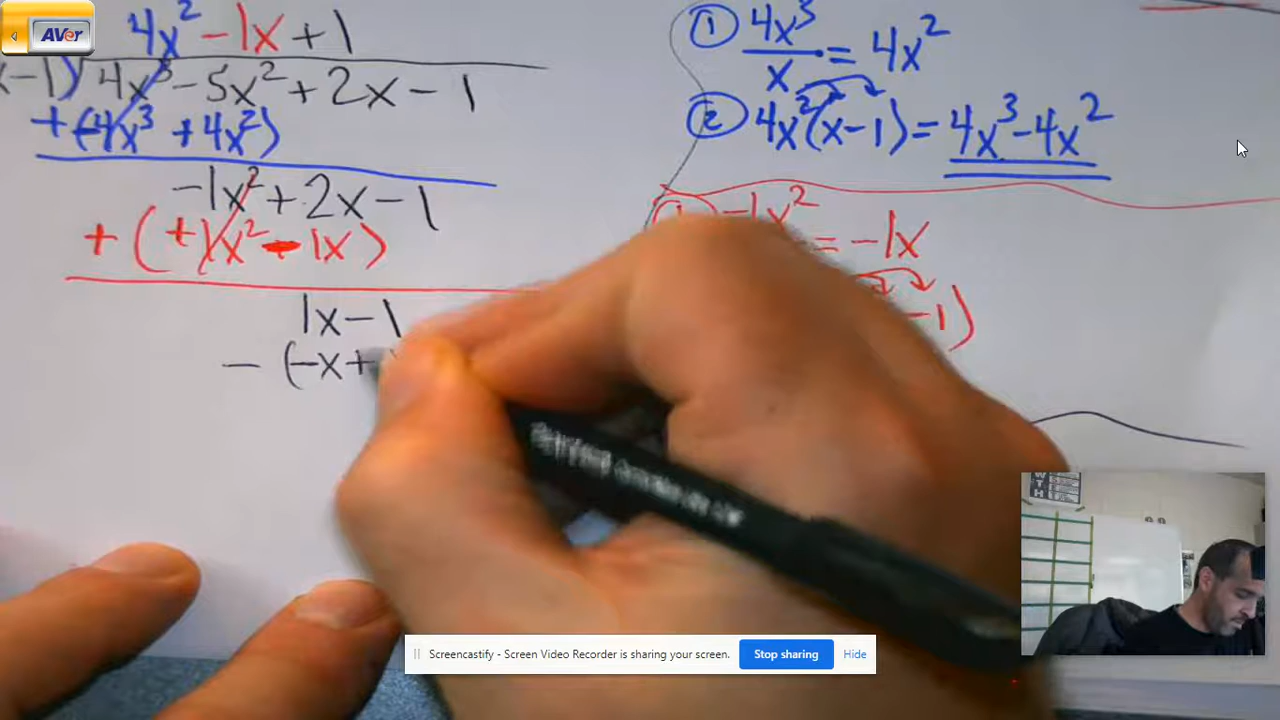 AVer
4x² - 1x + 1
x-1) 4x³ - 5x² + 2x - 1
+(-4x³ + 4x²)
-1x² + 2x - 1
+ (+1x² - 1x)
1x - 1
- (-x +
① 4x³/x = 4x²
② 4x²(x-1) = 4x³ - 4x²
-1x²
= -1x
-1)
Screencastify - Screen Video Recorder is sharing your screen.
Stop sharing
Hide